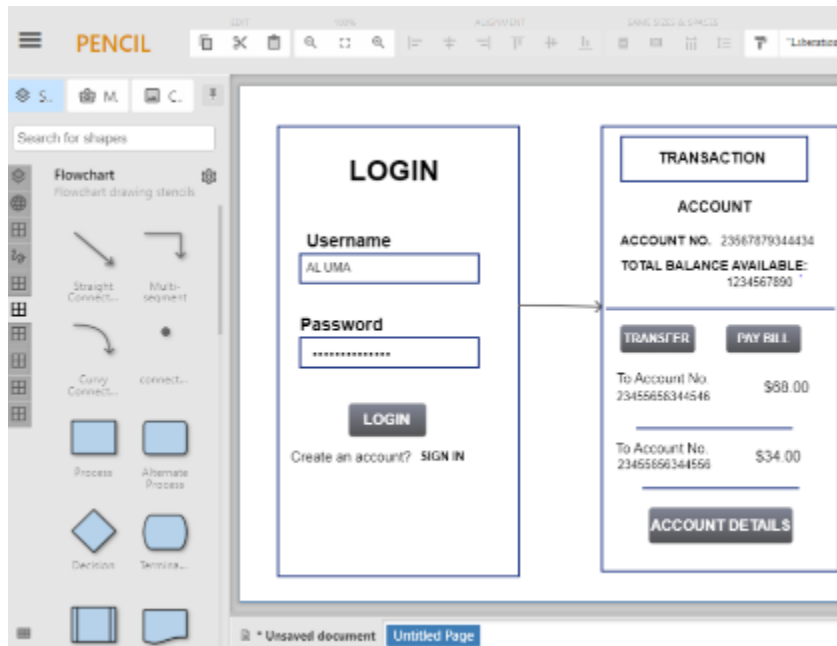 EDIT
100%
ALIGNMENT
SAME SIZES & SPACES
PENCIL
"Liberation
S..
M.
C..
Search for shapes
Flowchart
Flowchart drawing stencils
Straight
Connect...
Multi-
segment
Curvy
Connect...
connect...
Process
Alternate
Process
Decision
Termina...
LOGIN
Username
AL UMA
Password
LOGIN
Create an account? SIGN IN
TRANSACTION
ACCOUNT
ACCOUNT NO. 23567879344434
TOTAL BALANCE AVAILABLE:
1234567890
TRANSFER
PAY BILL
To Account No.
23455658344546
$68.00
To Account No.
23455656344556
$34.00
ACCOUNT DETAILS
* Unsaved document
Untitled Page